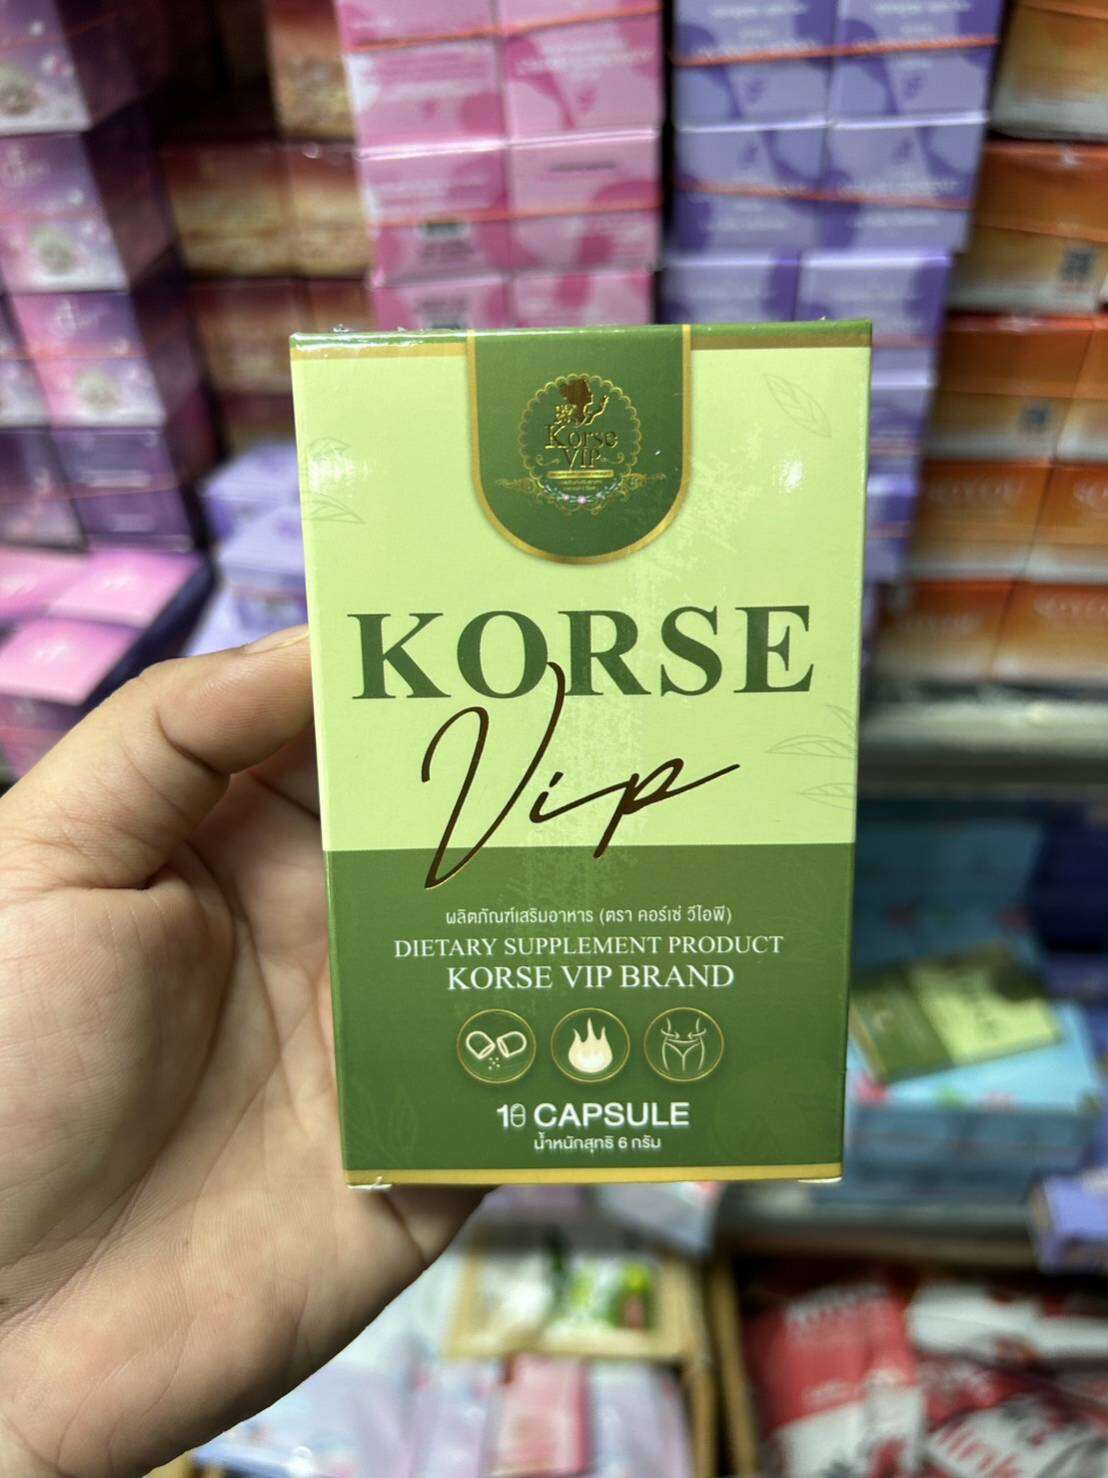 Korse
VIP
KORSE
Vip
ผลิตภัณฑ์เสริมอาหาร (ตรา คอร์เซ่ วีไอพี)
DIETARY SUPPLEMENT PRODUCT
KORSE VIP BRAND
10 CAPSULE
น้ำหนักสุทธิ 6 กรัม